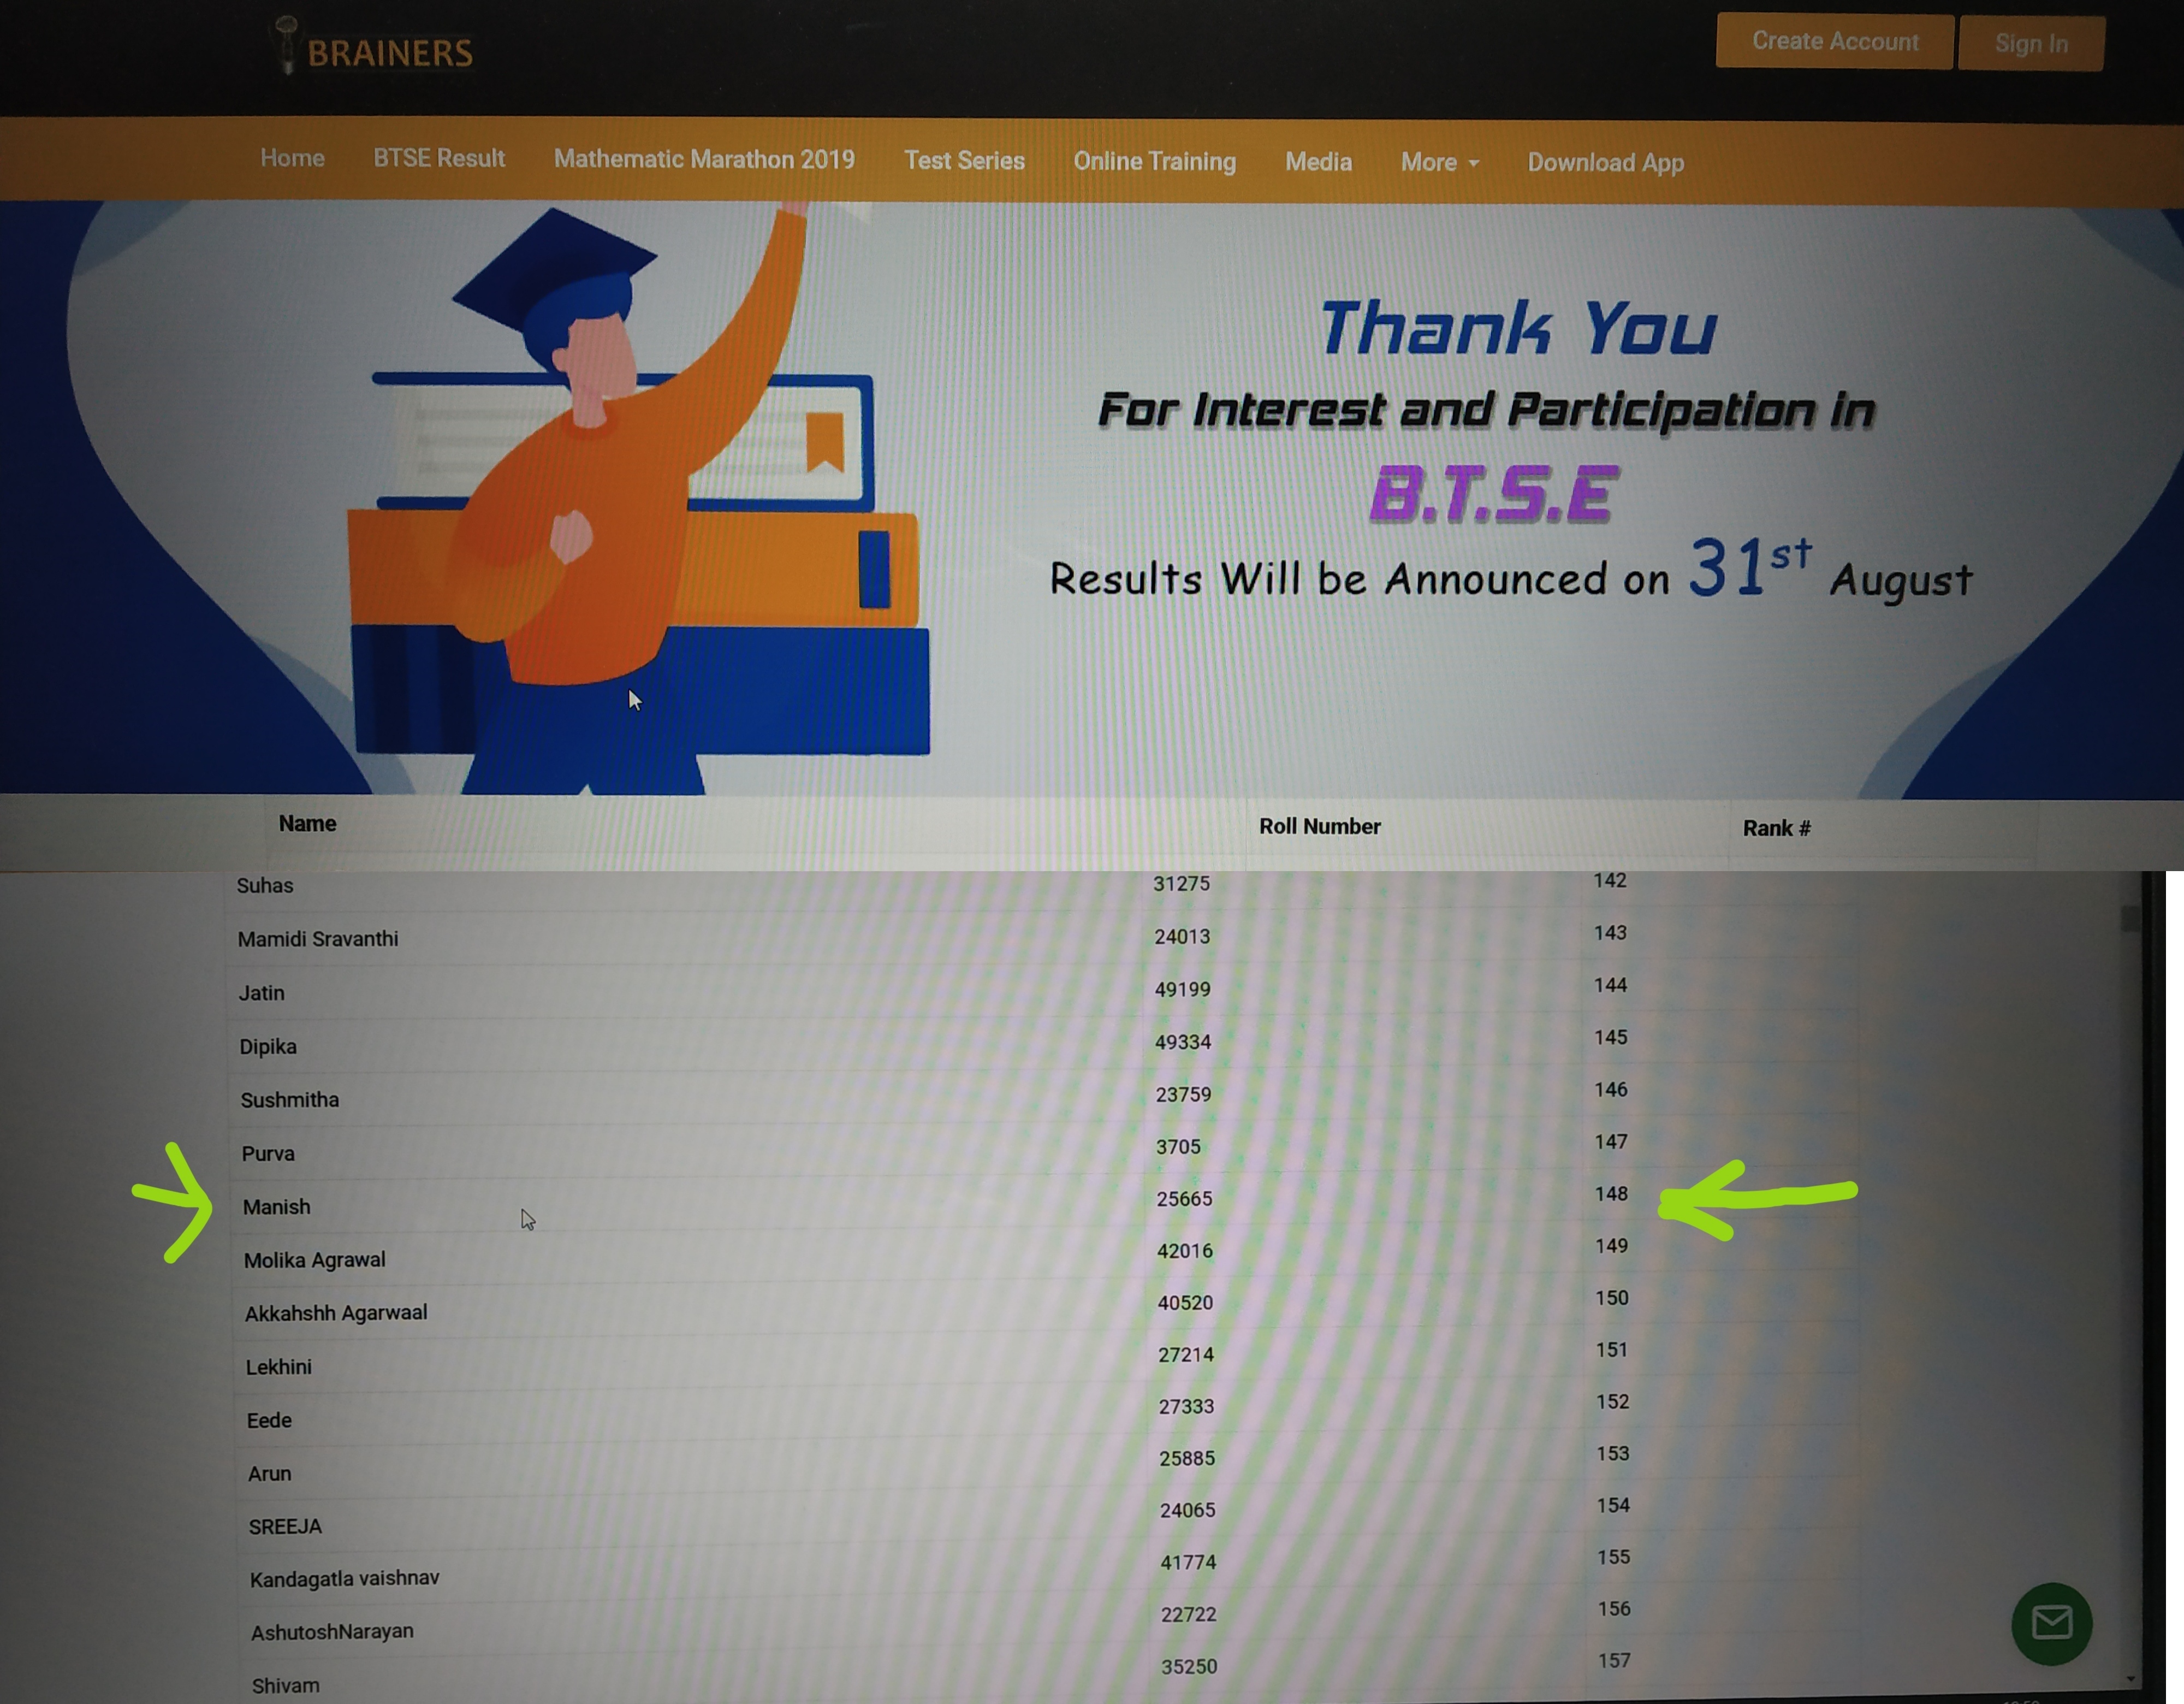 BRAINERS
Create Account Sign In
Home BTSE Result Mathematic Marathon 2019 Test Series Online Training Media More Download App
Thank You
For Interest and Participation in
B.T.S.E
Results Will be Announced on 31st August
Name Roll Number Rank #
Suhas 31275 142
Mamidi Sravanthi 24013 143
Jatin 49199 144
Dipika 49334 145
Sushmitha 23759 146
Purva 3705 147
Manish 25665 148
Molika Agrawal 42016 149
Akkahshh Agarwaal 40520 150
Lekhini 27214 151
Eede 27333 152
Arun 25885 153
SREEJA 24065 154
Kandagatla vaishnav 41774 155
AshutoshNarayan 22722 156
Shivam 35250 157